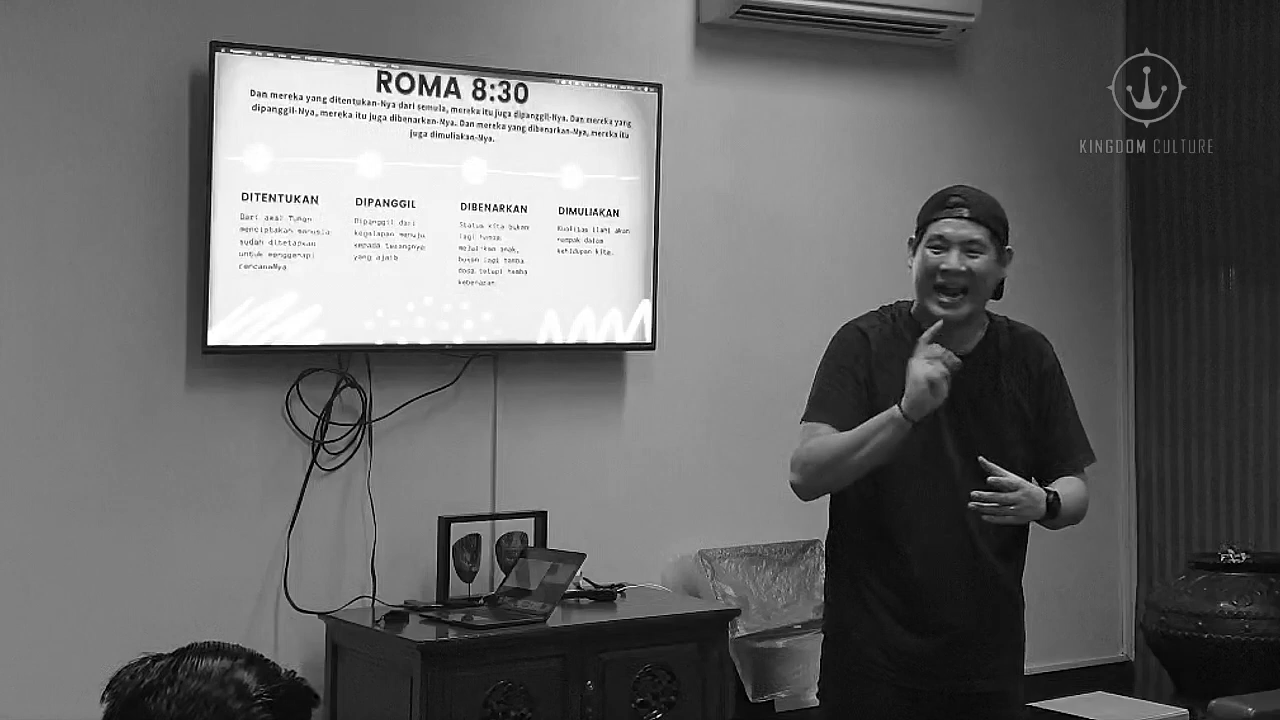 ROMA 8:30
Dan mereka yang ditentukan-Nya dari semula, mereka itu juga dipanggil-Nya. Dan mereka yang
dipanggil-Nya, mereka itu juga dibenarkan-Nya. Dan mereka yang dibenarkan-Nya, mereka itu
juga dimuliakan-Nya.
DITENTUKAN
Dari awal Tuhan
menciptakan manusia
sudah ditetapkan
untuk menggenapi
rencanaNya
DIPANGGIL
Dipanggil dari
kegelapan menuju
kepada terangnya
yang ajaib
DIBENARKAN
Status kita bukan
lagi hamba
melainkan anak,
bukan lagi hamba
dosa tetapi hamba
kebenaran.
DIMULIAKAN
Kualitas Ilahi akan
nampak dalam
kehidupan kita.
KINGDOM CULTURE